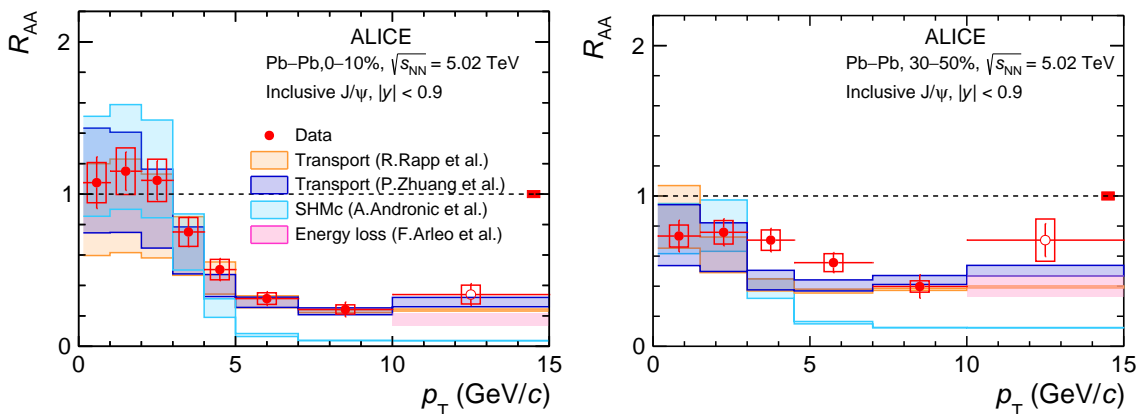 R_AA
2
1
0
ALICE
Pb–Pb,0–10%, √s_NN = 5.02 TeV
Inclusive J/ψ, |y| < 0.9
Data
Transport (R.Rapp et al.)
Transport (P.Zhuang et al.)
SHMc (A.Andronic et al.)
Energy loss (F.Arleo et al.)
0 5 10 15
p_T (GeV/c)
R_AA
2
1
0
ALICE
Pb–Pb, 30–50%, √s_NN = 5.02 TeV
Inclusive J/ψ, |y| < 0.9
0 5 10 15
p_T (GeV/c)